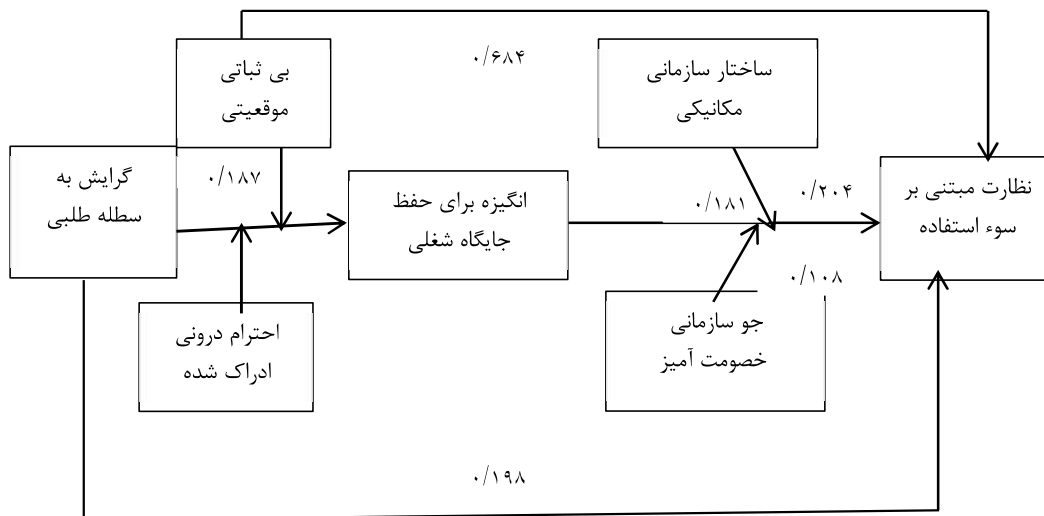 ۰/۶۸۴
بی ثباتی
موقعیتی
ساختار سازمانی
مکانیکی
گرایش به
سطله طلبی
۰/۱۸۷
انگیزه برای حفظ
جایگاه شغلی
۰/۱۸۱
۰/۲۰۴
نظارت مبتنی بر
سوء استفاده
۰/۱۰۸
احترام درونی
ادراک شده
جو سازمانی
خصومت آمیز
۰/۱۹۸